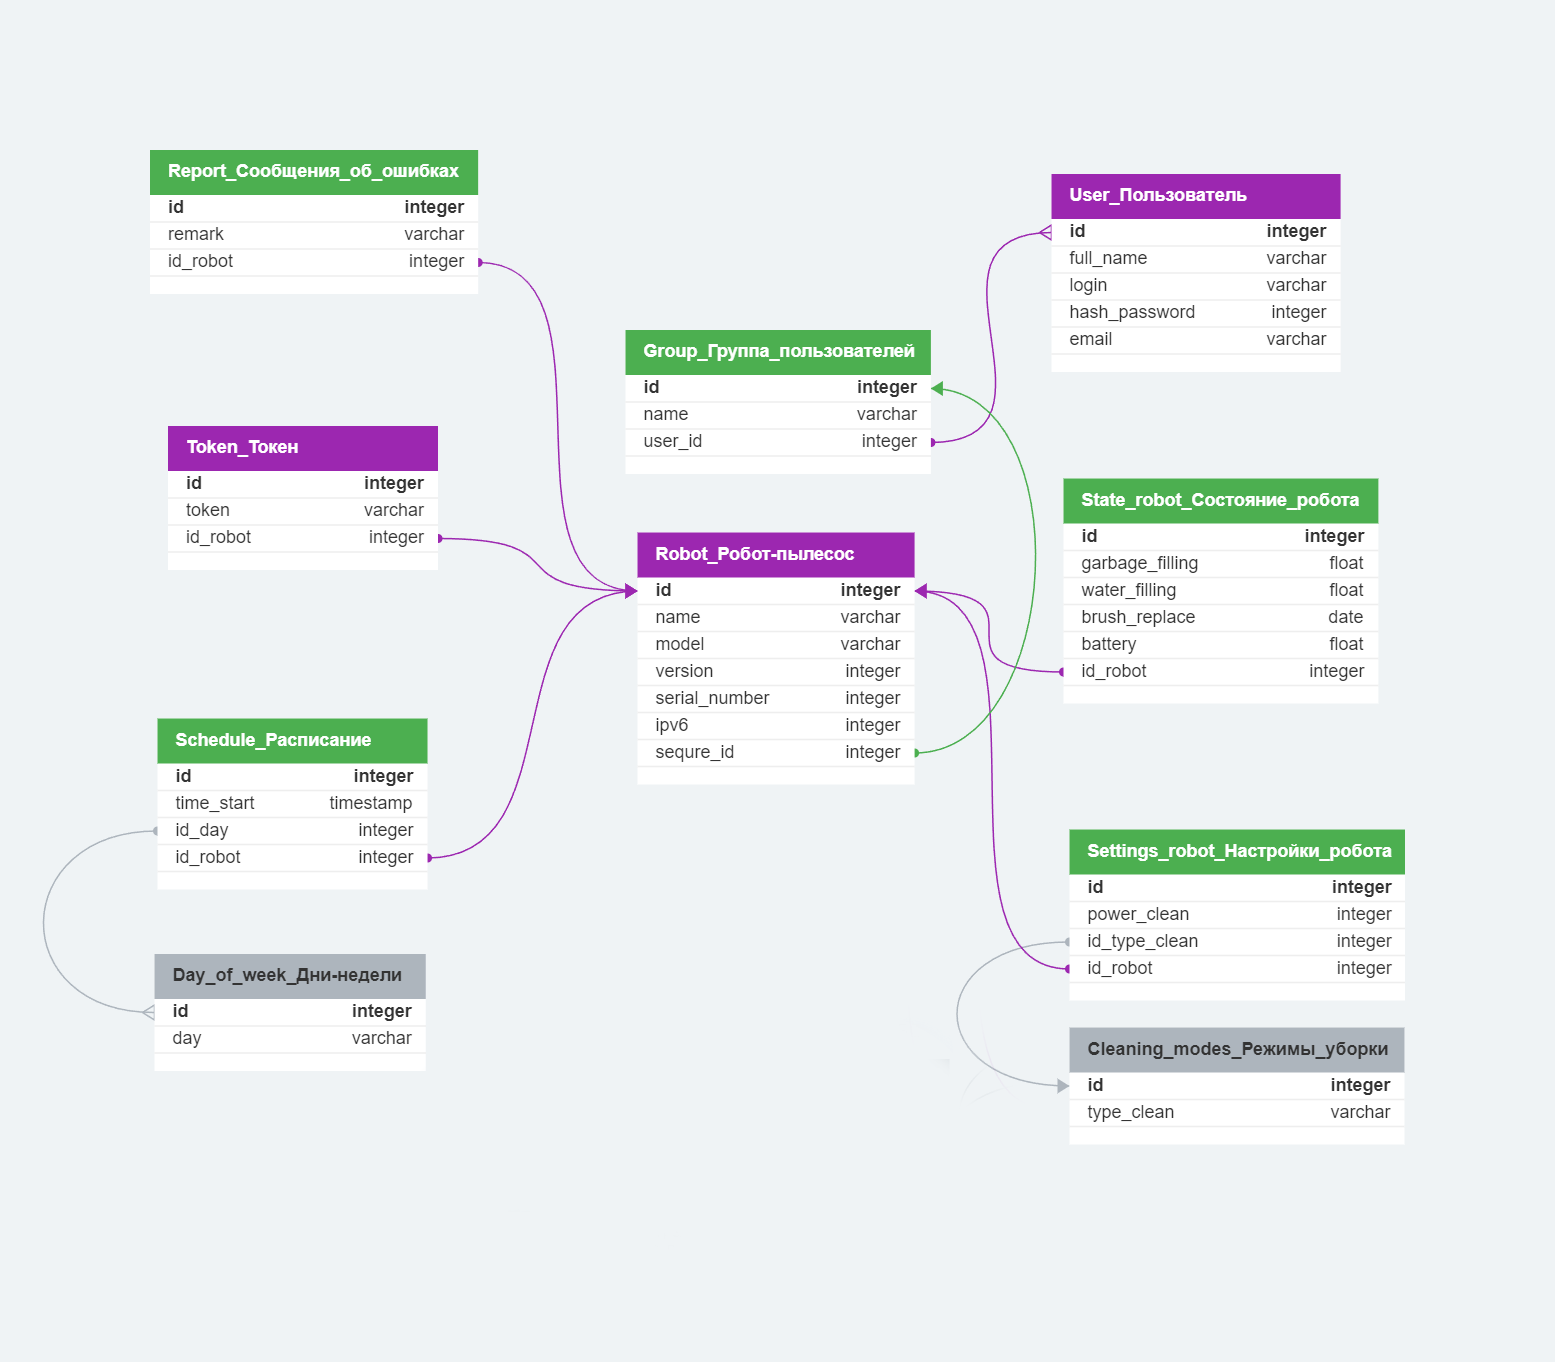 Report_Сообщения_об_ошибках
id integer
remark varchar
id_robot integer
User_Пользователь
id integer
full_name varchar
login varchar
hash_password integer
email varchar
Group_Группа_пользователей
id integer
name varchar
user_id integer
Token_Токен
id integer
token varchar
id_robot integer
State_robot_Состояние_робота
id integer
garbage_filling float
water_filling float
brush_replace date
battery float
id_robot integer
Robot_Робот-пылесос
id integer
name varchar
model varchar
version integer
serial_number integer
ipv6 integer
sequre_id integer
Schedule_Расписание
id integer
time_start timestamp
id_day integer
id_robot integer
Settings_robot_Настройки_робота
id integer
power_clean integer
id_type_clean integer
id_robot integer
Day_of_week_Дни-недели
id integer
day varchar
Cleaning_modes_Режимы_уборки
id integer
type_clean varchar